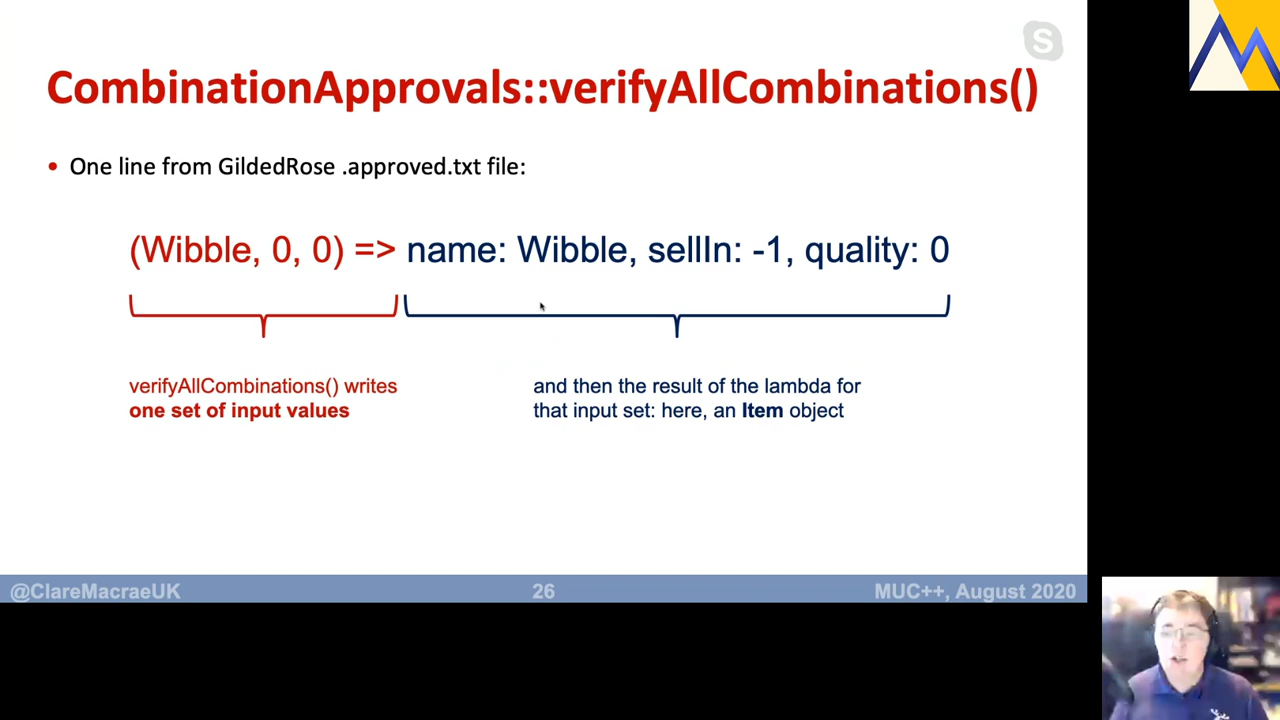 S
CombinationApprovals::verifyAllCombinations()
• One line from GildedRose .approved.txt file:
(Wibble, 0, 0) => name: Wibble, sellIn: -1, quality: 0
verifyAllCombinations() writes
one set of input values
and then the result of the lambda for
that input set: here, an Item object
@ClareMacraeUK
26
MUC++, August 2020